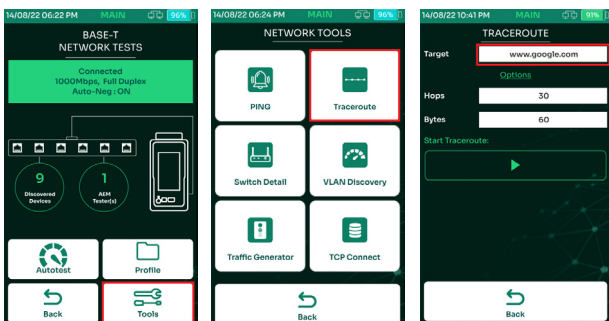 14/08/22 06:22 PM MAIN 96%
BASE-T
NETWORK TESTS
Connected
1000Mbps, Full Duplex
Auto-Neg : ON
9
Discovered
Devices
1
AEM
Tester(s)
Autotest
Profile
Back
Tools
14/08/22 06:24 PM MAIN 96%
NETWORK TOOLS
PING
Traceroute
Switch Detail
VLAN Discovery
Traffic Generator
TCP Connect
Back
14/08/22 10:41 PM MAIN 91%
TRACEROUTE
Target www.google.com
Options
Hops 30
Bytes 60
Start Traceroute:
Back